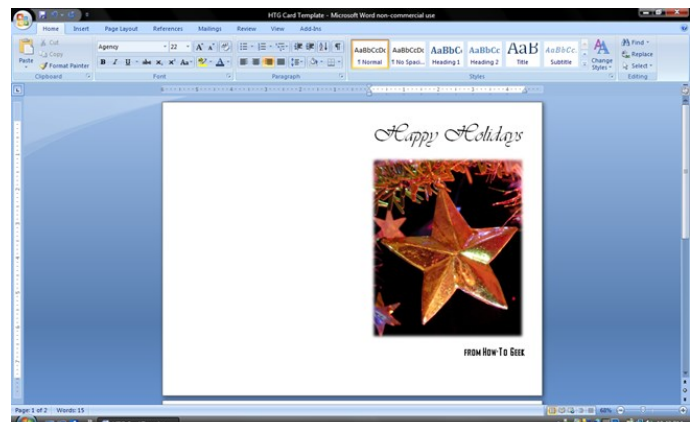 HTG Card Template - Microsoft Word non-commercial use
Home Insert Page Layout References Mailings Review View Add-Ins
Cut
Copy
Format Painter
Paste
Clipboard
Agency
22
Font
Paragraph
AaBbCcDc AaBbCcDc AaBbC AaBbCc AaB AaBbCc.
¶ Normal ¶ No Spaci... Heading 1 Heading 2 Title Subtitle
Change
Styles
Styles
Find
Replace
Select
Editing
Happy Holidays
from How-To Geek
Page: 1 of 2 Words: 15
60%